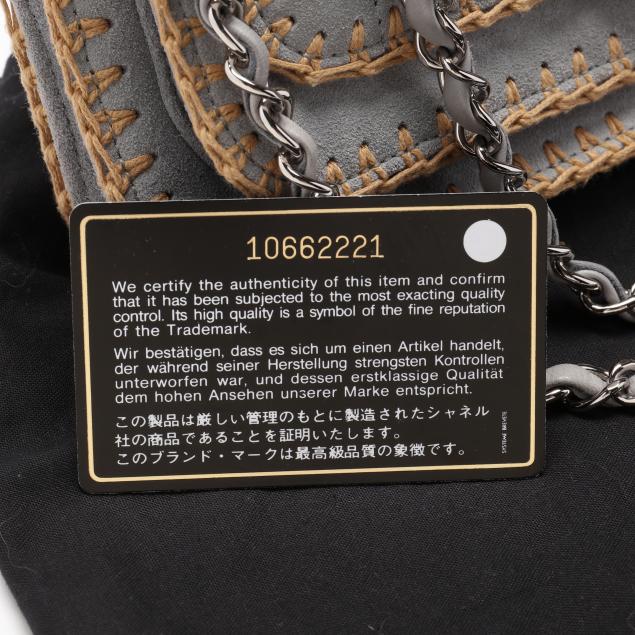 10662221
We certify the authenticity of this item and confirm
that it has been subjected to the most exacting quality
control. Its high quality is a symbol of the fine reputation
of the Trademark.
Wir bestätigen, dass es sich um einen Artikel handelt,
der während seiner Herstellung strengsten Kontrollen
unterworfen war, und dessen erstklassige Qualität
dem hohen Ansehen unserer Marke entspricht.
この製品は厳しい管理のもとに製造されたシャネル
社の商品であることを証明いたします。
このブランド・マークは最高級品質の象徴です。
SYSTEME BREVETE